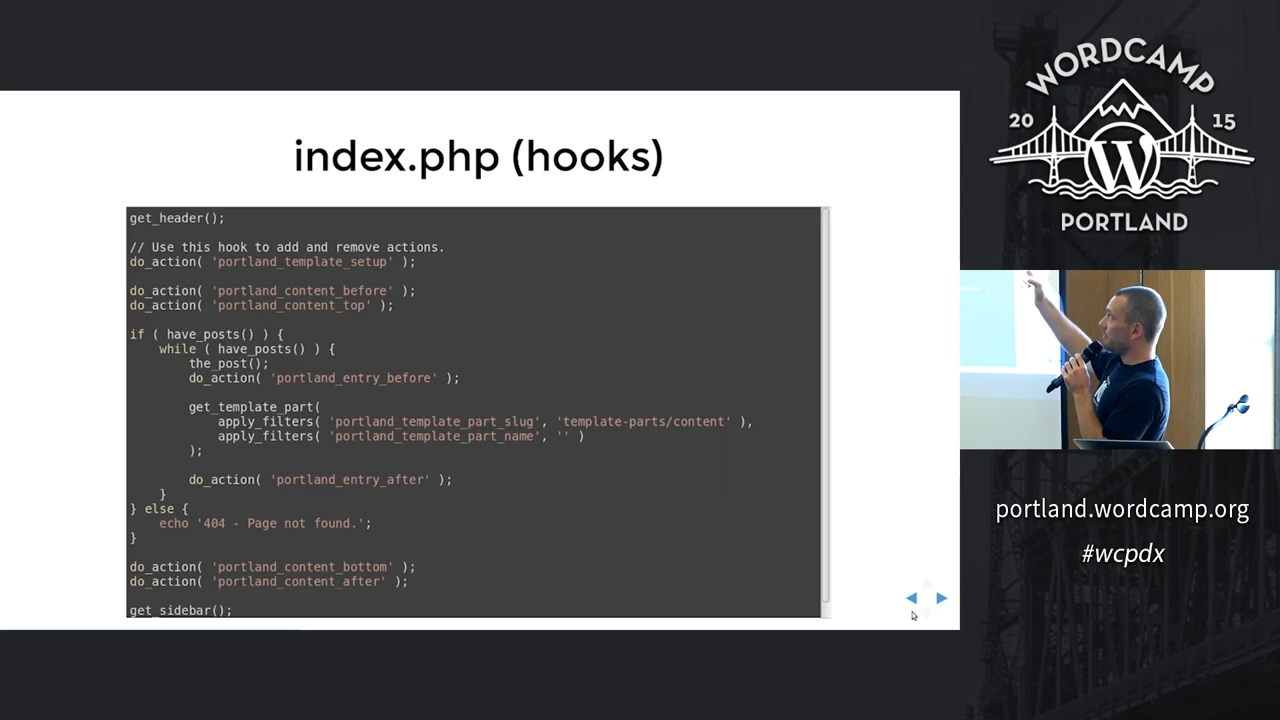 index.php (hooks)
get_header();
// Use this hook to add and remove actions.
do_action( 'portland_template_setup' );
do_action( 'portland_content_before' );
do_action( 'portland_content_top' );
if ( have_posts() ) {
    while ( have_posts() ) {
        the_post();
        do_action( 'portland_entry_before' );
        get_template_part(
            apply_filters( 'portland_template_part_slug', 'template-parts/content' ),
            apply_filters( 'portland_template_part_name', '' )
        );
        do_action( 'portland_entry_after' );
    }
} else {
    echo '404 - Page not found.';
}
do_action( 'portland_content_bottom' );
do_action( 'portland_content_after' );
get_sidebar();
WORDCAMP
20 15
W
PORTLAND
portland.wordcamp.org
#wcpdx